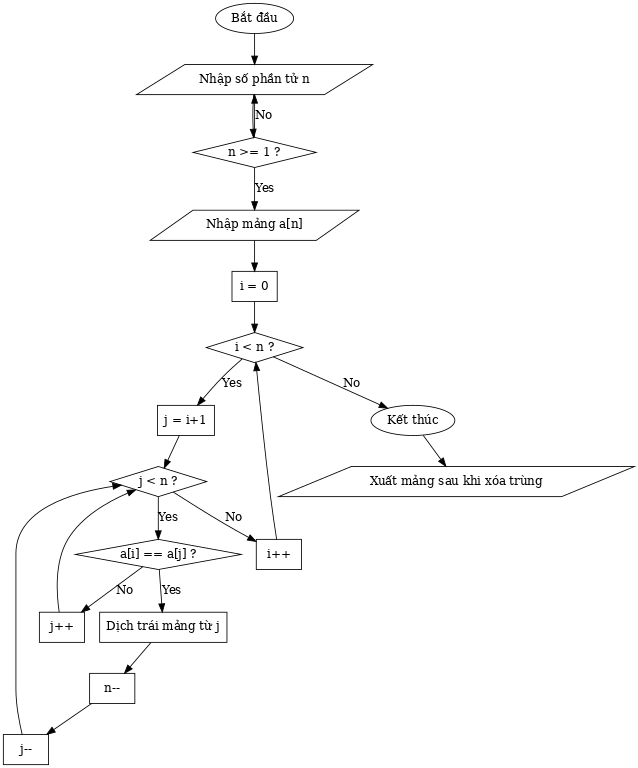 Bắt đầu
Nhập số phần tử n
No
n >= 1 ?
Yes
Nhập mảng a[n]
i = 0
i < n ?
Yes
No
j = i+1
Kết thúc
j < n ?
Xuất mảng sau khi xóa trùng
Yes
No
a[i] == a[j] ?
i++
No
Yes
j++
Dịch trái mảng từ j
n--
j--